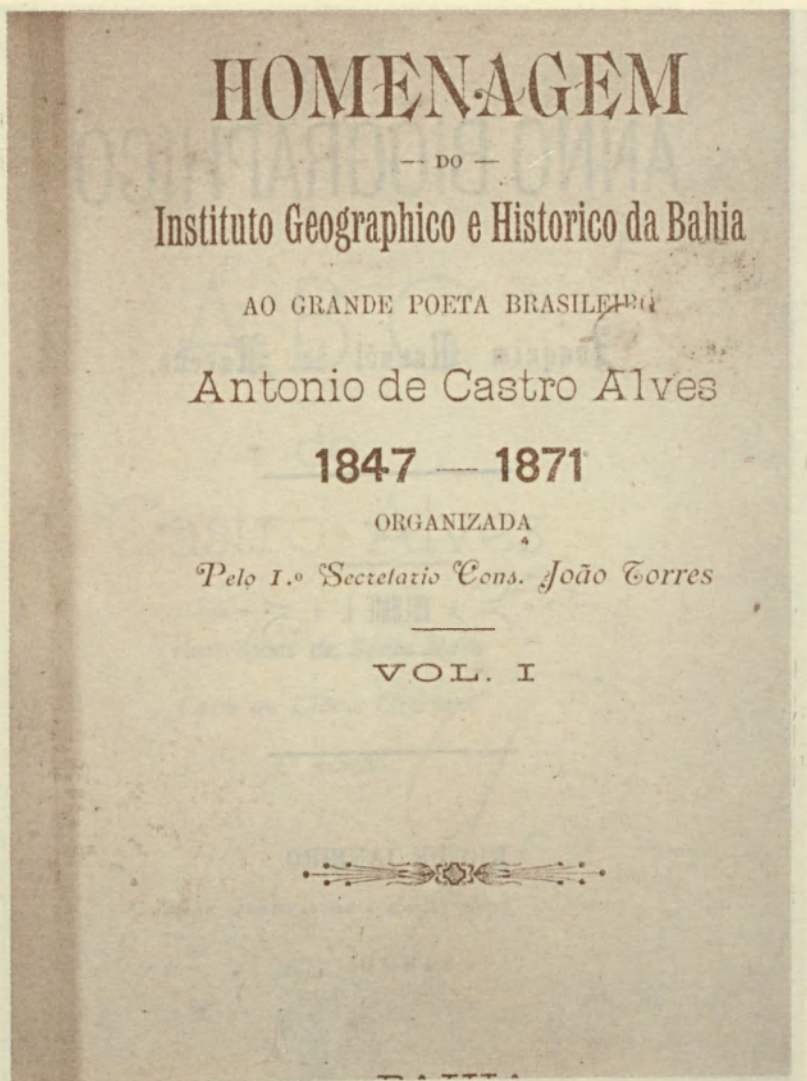 HOMENAGEM
— DO —
Instituto Geographico e Historico da Bahia
AO GRANDE POETA BRASILEIRO
Antonio de Castro Alves
1847 — 1871
ORGANIZADA
Pelo 1.º Secretario Cons. João Torres
VOL. I